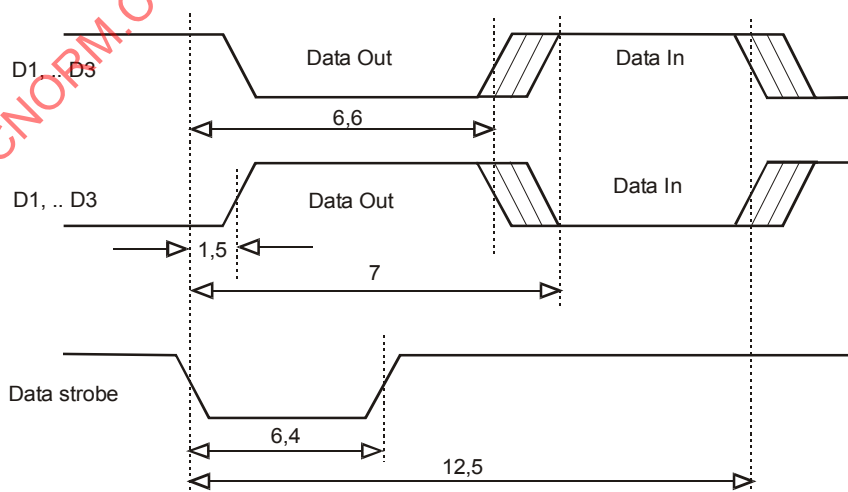 CNORM.O
D1, .. D3
Data Out
Data In
6,6
D1, .. D3
Data Out
Data In
1,5
7
Data strobe
6,4
12,5